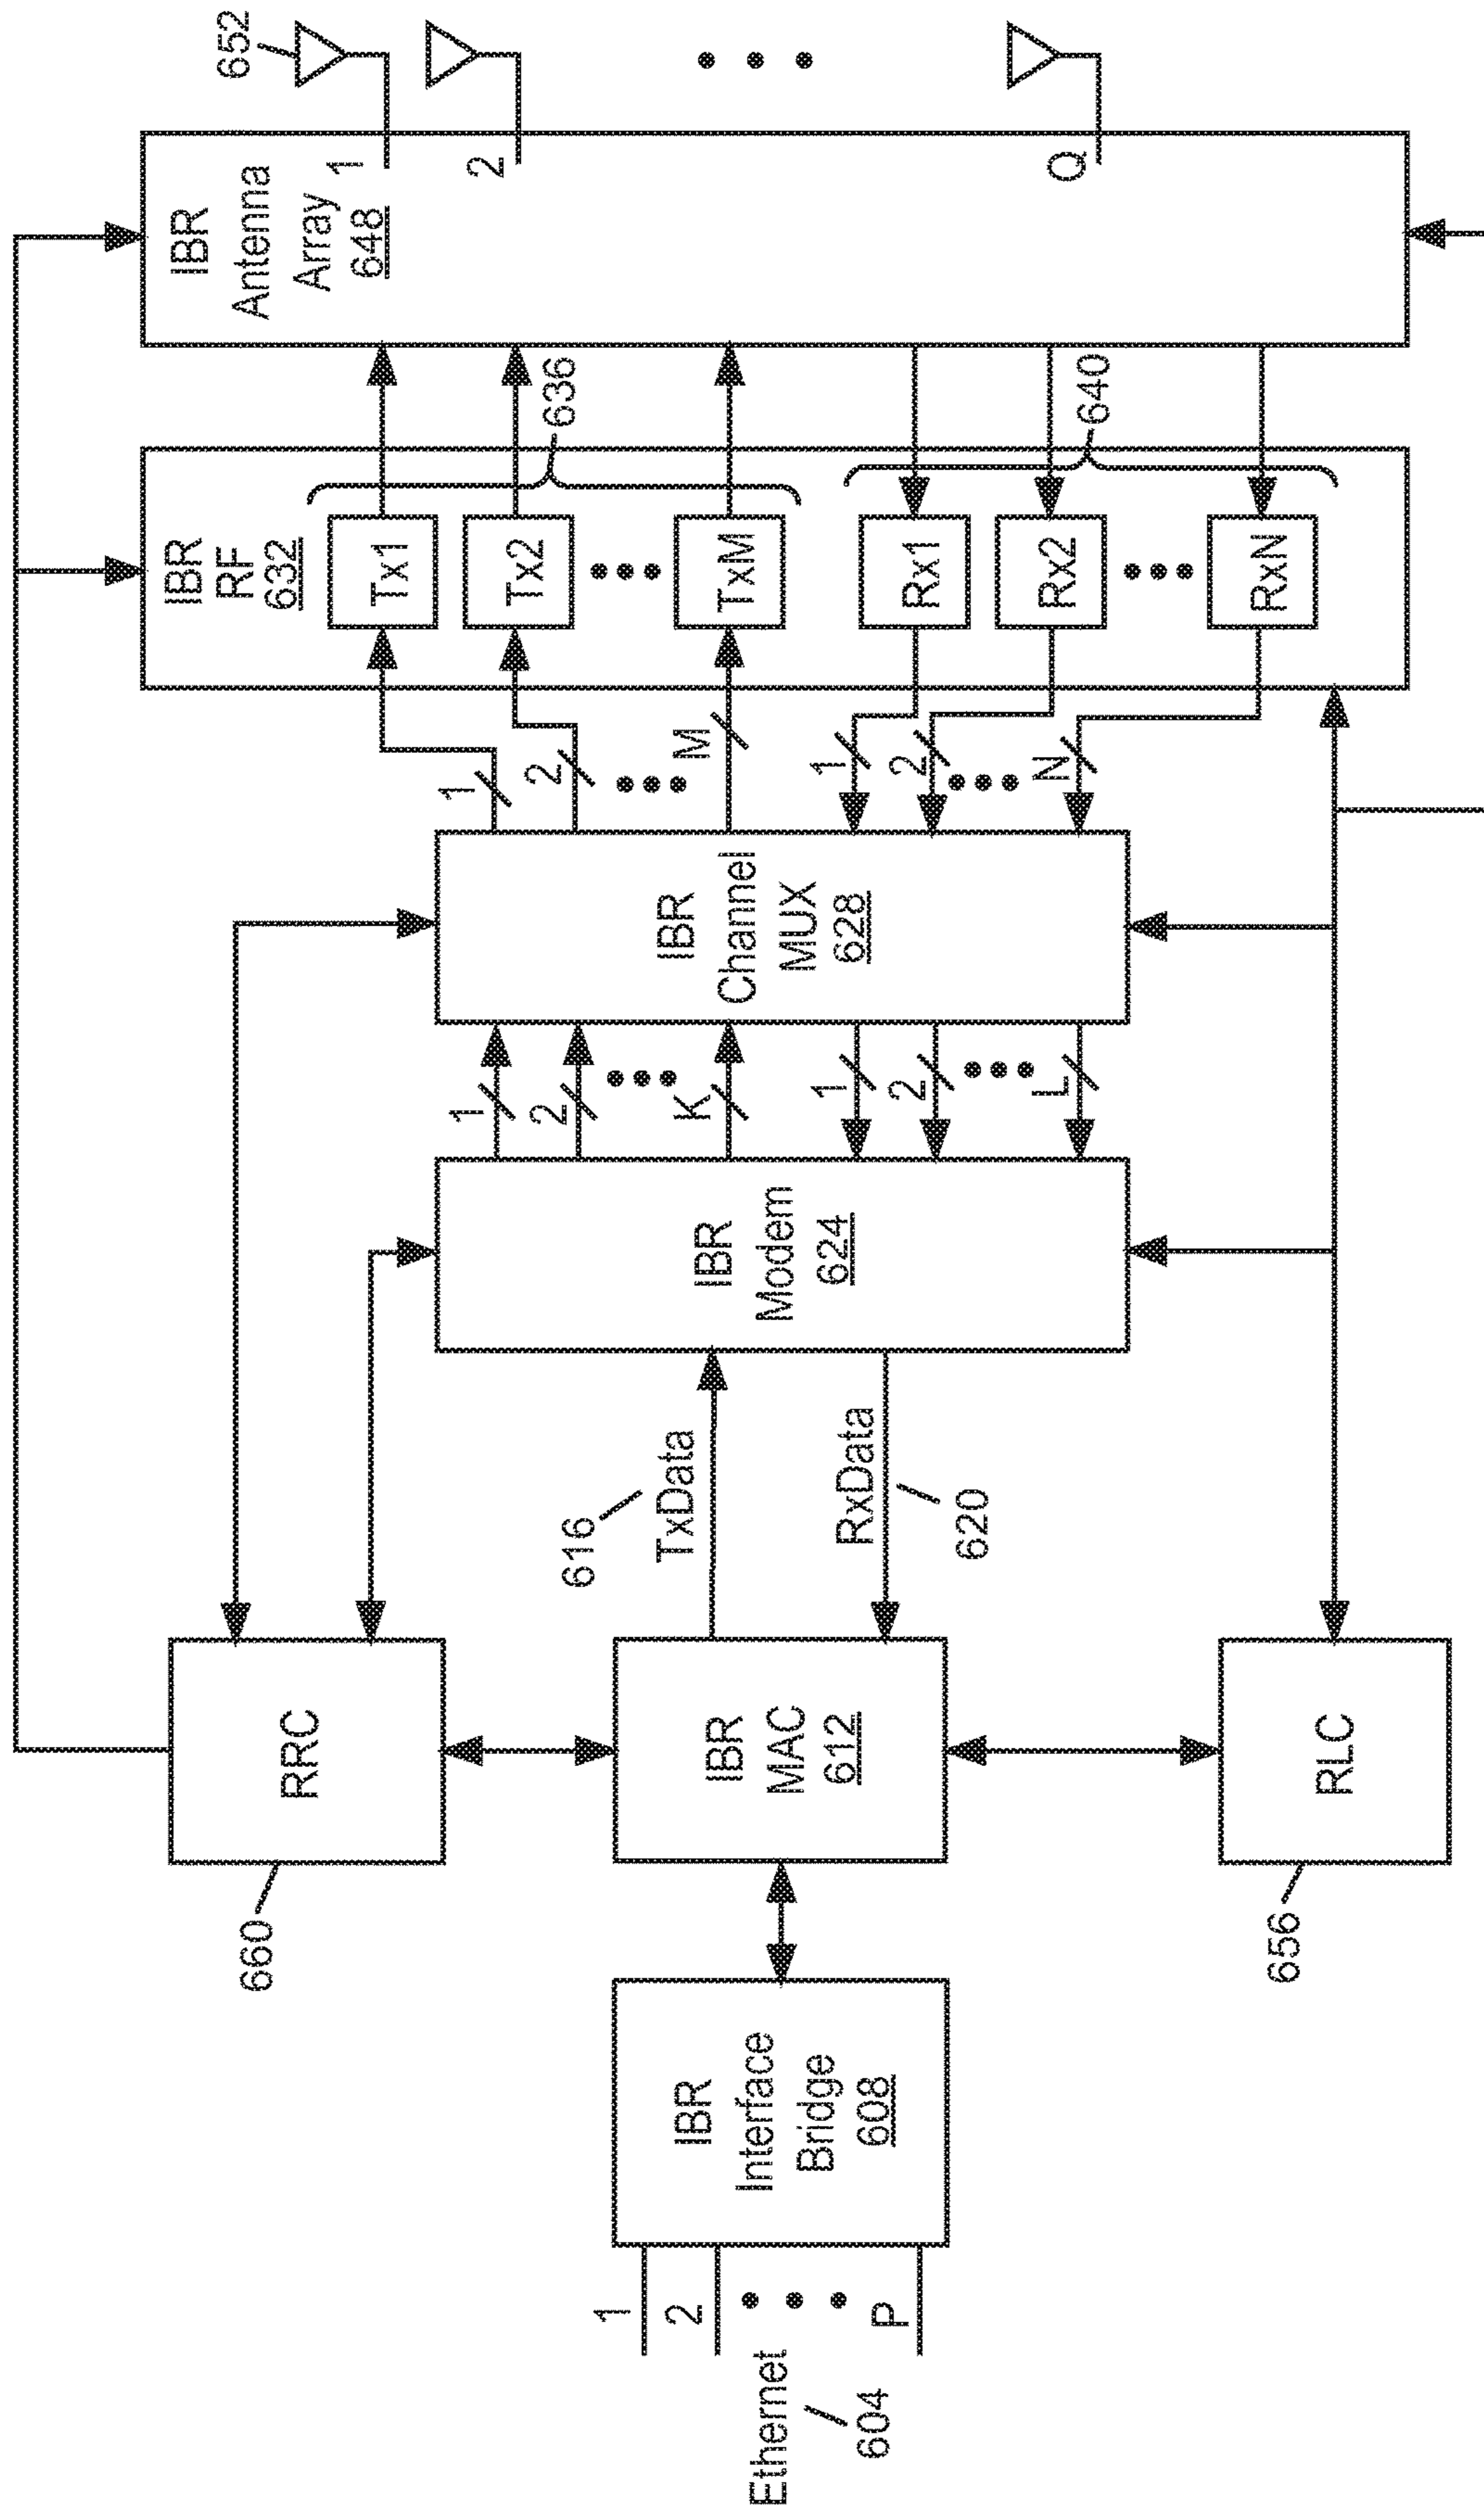 Ethernet
604
1
2
P
IBR
Interface
Bridge
608
660
RRC
IBR
MAC
612
656
RLC
616
TxData
RxData
620
IBR
Modem
624
1
2
K
1
2
L
IBR
Channel
MUX
628
1
2
M
1
2
N
IBR
RF
632
Tx1
Tx2
TxM
Rx1
Rx2
RxN
636
640
IBR
Antenna
Array
648
1
2
Q
652